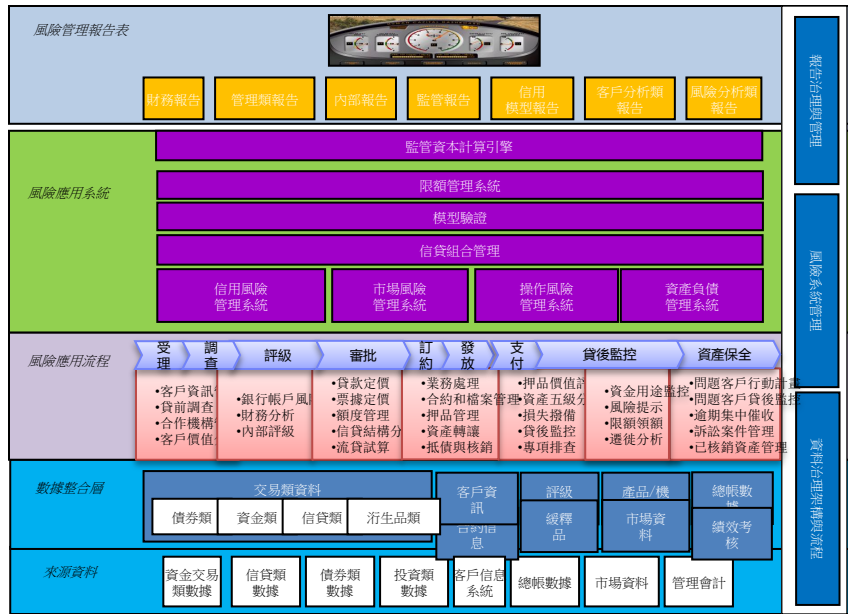 風險管理報告表
財務報告
管理類報告
內部報告
監管報告
信用
模型報告
客戶分析類
報告
風險分析類
報告
報告治理與管理
風險應用系統
監管資本計算引擎
限額管理系統
模型驗證
信貸組合管理
信用風險
管理系統
市場風險
管理系統
操作風險
管理系統
資產負債
管理系統
風險系統管理
風險應用流程
受理
調查
評級
審批
訂約
發放
支付
貸後監控
資產保全
•客戶資訊
•貸前調查
•合作機構
•客戶價值
•銀行帳戶風
•財務分析
•內部評級
•貸款定價
•票據定價
•額度管理
•信貸結構分
•流貸試算
•業務處理
•合約和檔案管理
•押品管理
•資產轉讓
•抵債與核銷
•押品價值評
•資產五級分
•損失撥備
•貸後監控
•專項排查
•資金用途監控
•風險提示
•限額領額
•遷徙分析
•問題客戶行動計畫
•問題客戶貸後監控
•逾期集中催收
•訴訟案件管理
•已核銷資產管理
資料治理架構與流程
數據整合層
交易類資料
債券類
資金類
信貸類
衍生品類
客戶資
訊
合約信
息
評級
緩釋
品
產品/機
市場資
料
總帳數
據
績效考
核
來源資料
資金交易
類數據
信貸類
數據
債券類
數據
投資類
數據
客戶信息
系統
總帳數據
市場資料
管理會計